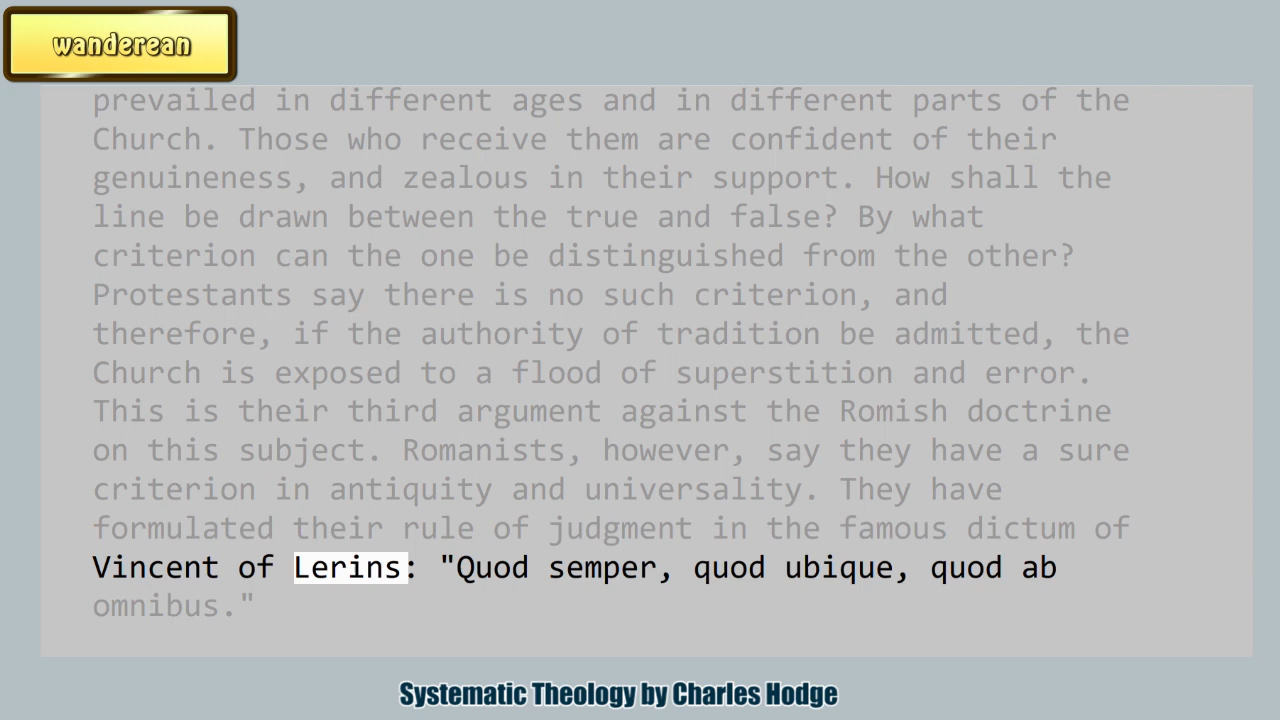 wanderean
prevailed in different ages and in different parts of the
Church. Those who receive them are confident of their
genuineness, and zealous in their support. How shall the
line be drawn between the true and false? By what
criterion can the one be distinguished from the other?
Protestants say there is no such criterion, and
therefore, if the authority of tradition be admitted, the
Church is exposed to a flood of superstition and error.
This is their third argument against the Romish doctrine
on this subject. Romanists, however, say they have a sure
criterion in antiquity and universality. They have
formulated their rule of judgment in the famous dictum of
Vincent of Lerins: "Quod semper, quod ubique, quod ab
omnibus."
Systematic Theology by Charles Hodge